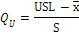 Q_U = (USL − x̄) / S